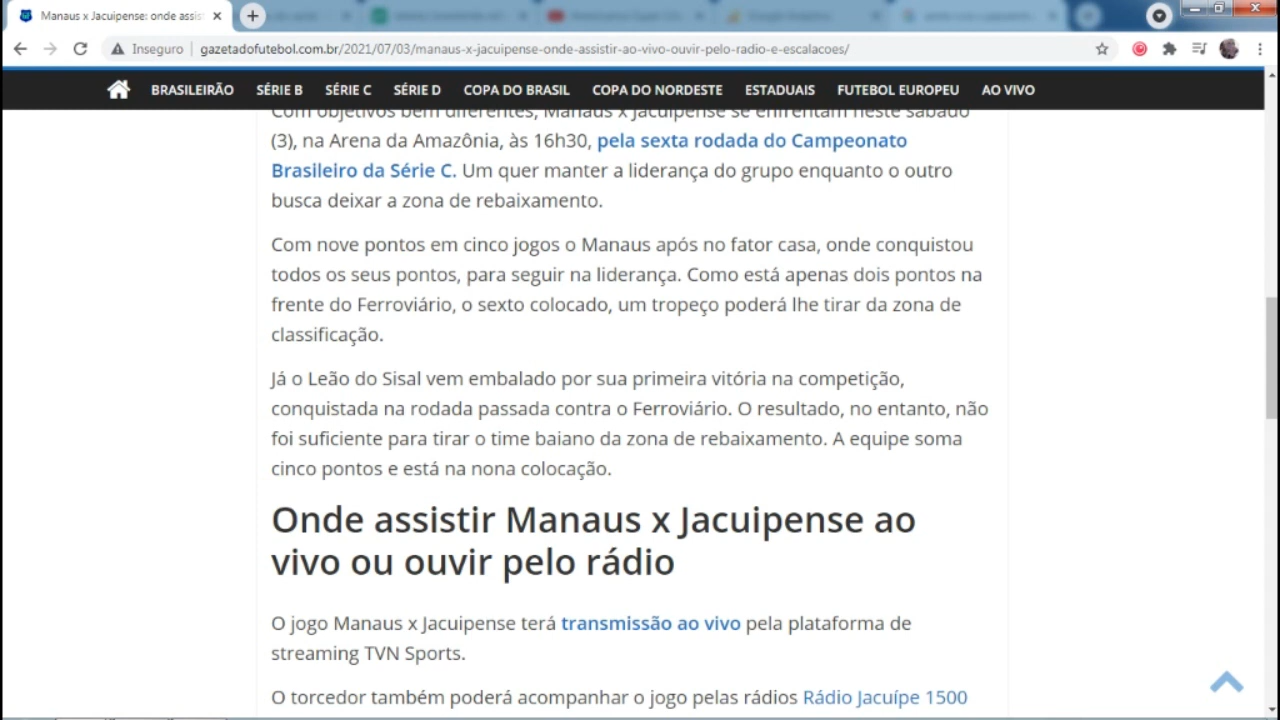 Manaus x Jacuipense: onde assis
Inseguro | gazetadofutebol.com.br/2021/07/03/manaus-x-jacuipense-onde-assistir-ao-vivo-ouvir-pelo-radio-e-escalacoes/
BRASILEIRÃO SÉRIE B SÉRIE C SÉRIE D COPA DO BRASIL COPA DO NORDESTE ESTADUAIS FUTEBOL EUROPEU AO VIVO
Com objetivos bem diferentes, Manaus x Jacuipense se enfrentam neste sábado
(3), na Arena da Amazônia, às 16h30, pela sexta rodada do Campeonato
Brasileiro da Série C. Um quer manter a liderança do grupo enquanto o outro
busca deixar a zona de rebaixamento.
Com nove pontos em cinco jogos o Manaus após no fator casa, onde conquistou
todos os seus pontos, para seguir na liderança. Como está apenas dois pontos na
frente do Ferroviário, o sexto colocado, um tropeço poderá lhe tirar da zona de
classificação.
Já o Leão do Sisal vem embalado por sua primeira vitória na competição,
conquistada na rodada passada contra o Ferroviário. O resultado, no entanto, não
foi suficiente para tirar o time baiano da zona de rebaixamento. A equipe soma
cinco pontos e está na nona colocação.
Onde assistir Manaus x Jacuipense ao
vivo ou ouvir pelo rádio
O jogo Manaus x Jacuipense terá transmissão ao vivo pela plataforma de
streaming TVN Sports.
O torcedor também poderá acompanhar o jogo pelas rádios Rádio Jacuípe 1500